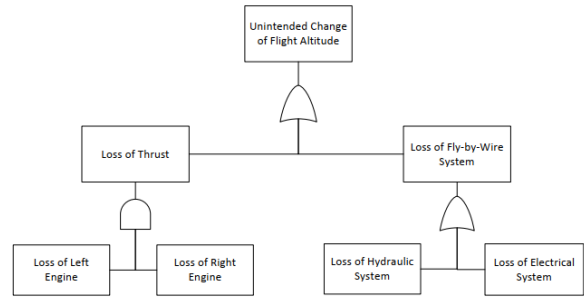 Unintended Change
of Flight Altitude
Loss of Thrust
Loss of Fly-by-Wire
System
Loss of Left
Engine
Loss of Right
Engine
Loss of Hydraulic
System
Loss of Electrical
System